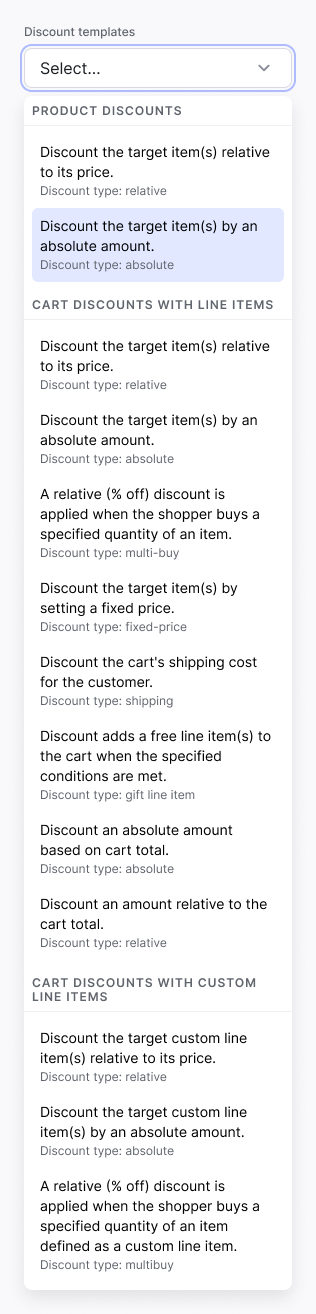 Discount templates
Select...
PRODUCT DISCOUNTS
Discount the target item(s) relative
to its price.
Discount type: relative
Discount the target item(s) by an
absolute amount.
Discount type: absolute
CART DISCOUNTS WITH LINE ITEMS
Discount the target item(s) relative
to its price.
Discount type: relative
Discount the target item(s) by an
absolute amount.
Discount type: absolute
A relative (% off) discount is
applied when the shopper buys a
specified quantity of an item.
Discount type: multi-buy
Discount the target item(s) by
setting a fixed price.
Discount type: fixed-price
Discount the cart's shipping cost
for the customer.
Discount type: shipping
Discount adds a free line item(s) to
the cart when the specified
conditions are met.
Discount type: gift line item
Discount an absolute amount
based on cart total.
Discount type: absolute
Discount an amount relative to the
cart total.
Discount type: relative
CART DISCOUNTS WITH CUSTOM
LINE ITEMS
Discount the target custom line
item(s) relative to its price.
Discount type: relative
Discount the target custom line
item(s) by an absolute amount.
Discount type: absolute
A relative (% off) discount is
applied when the shopper buys a
specified quantity of an item
defined as a custom line item.
Discount type: multibuy